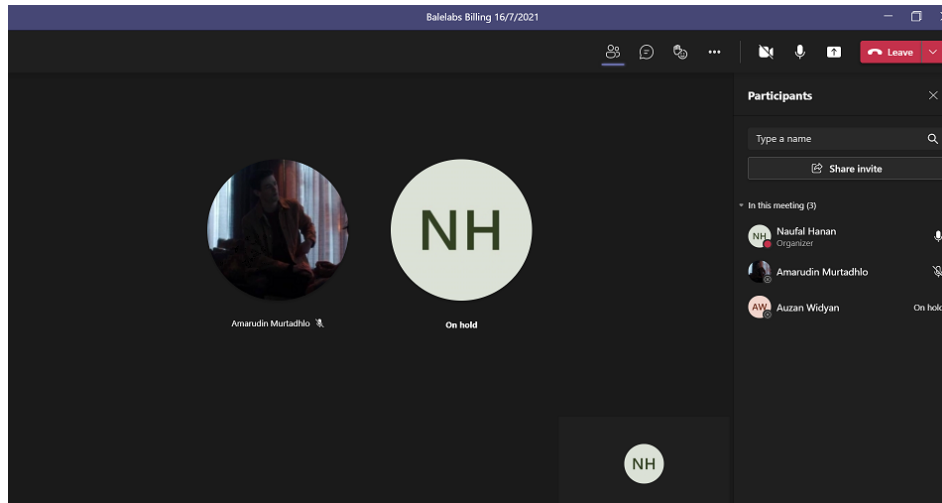 Balelabs Billing 16/7/2021
Leave
Participants
Type a name
Share invite
In this meeting (3)
NH
Naufal Hanan
Organizer
Amarudin Murtadhlo
AW
Auzan Widyan
On hold
NH
Amarudin Murtadhlo
On hold
NH